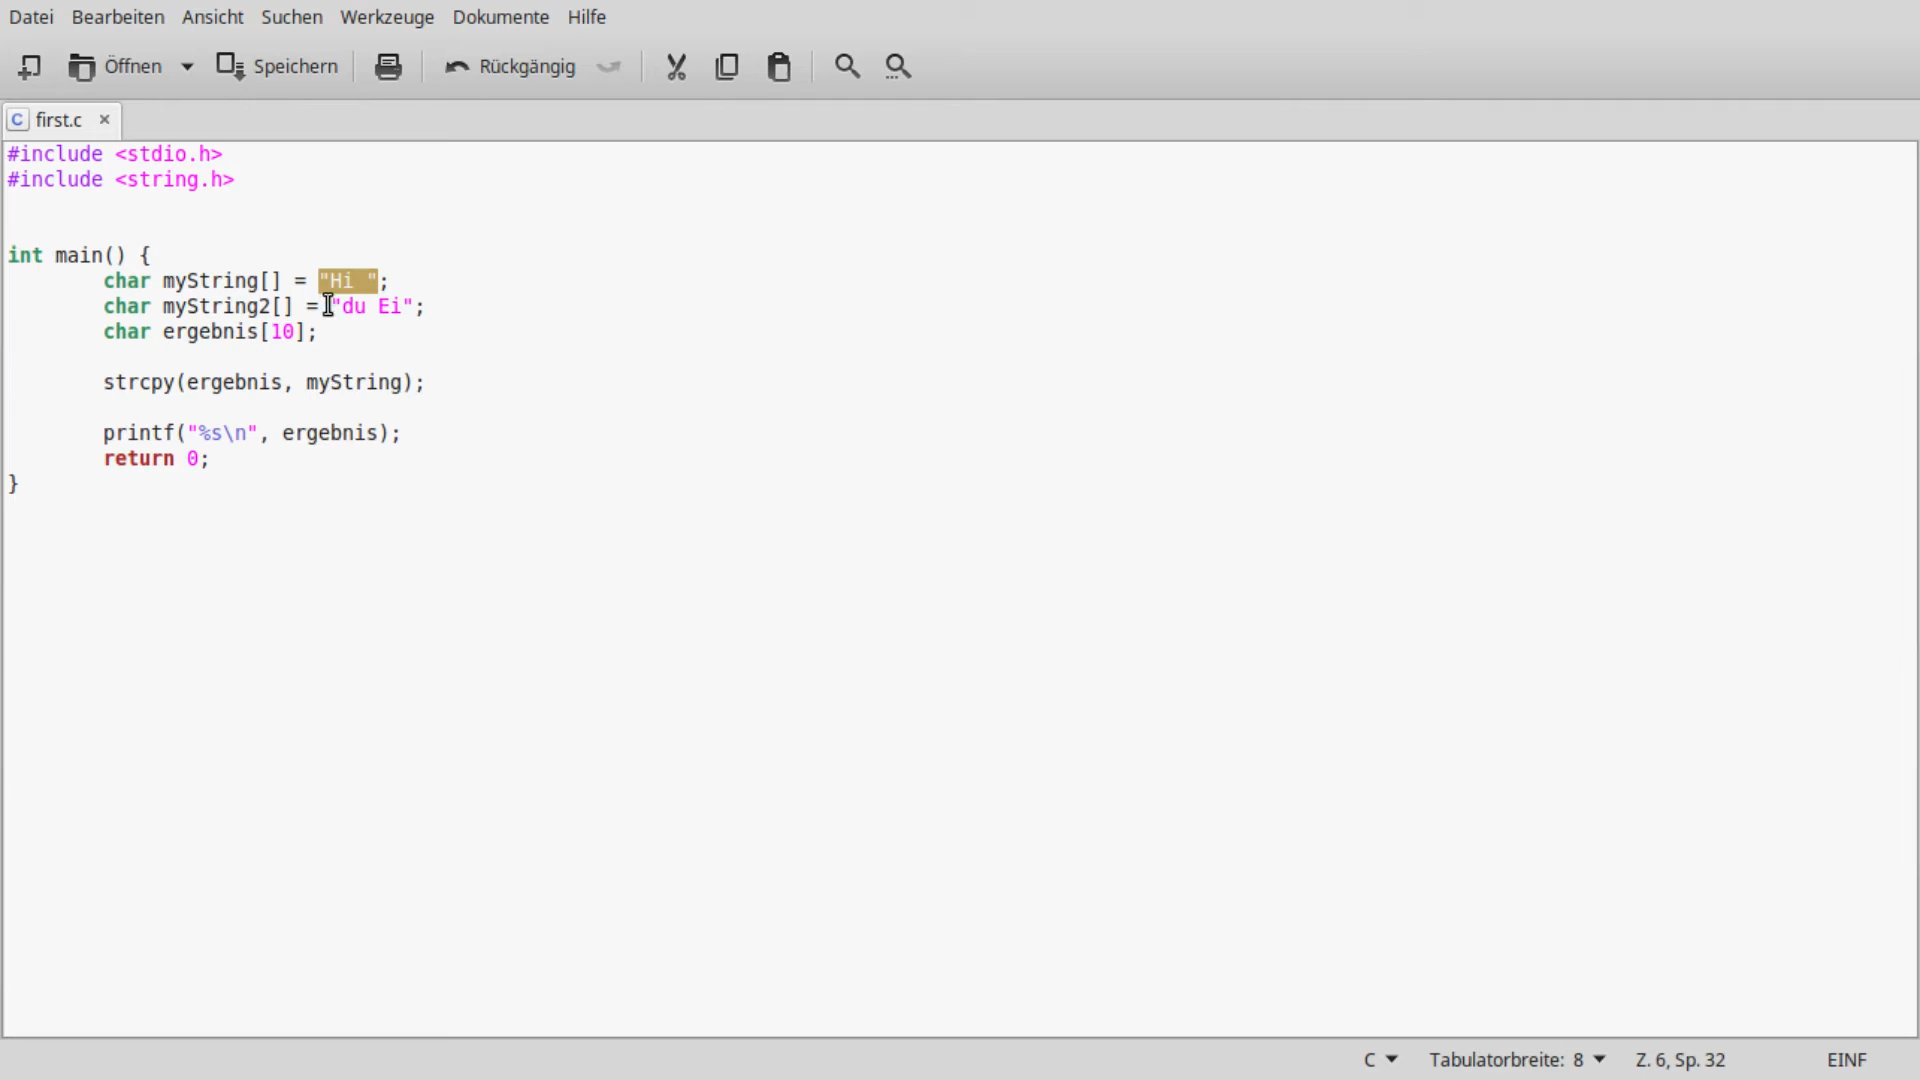 Datei Bearbeiten Ansicht Suchen Werkzeuge Dokumente Hilfe
Öffnen Speichern Rückgängig
C first.c ×
#include <stdio.h>
#include <string.h>
int main() {
char myString[] = "Hi ";
char myString2[] = "du Ei";
char ergebnis[10];
strcpy(ergebnis, myString);
printf("%s\n", ergebnis);
return 0;
}
C Tabulatorbreite: 8 Z. 6, Sp. 32 EINF